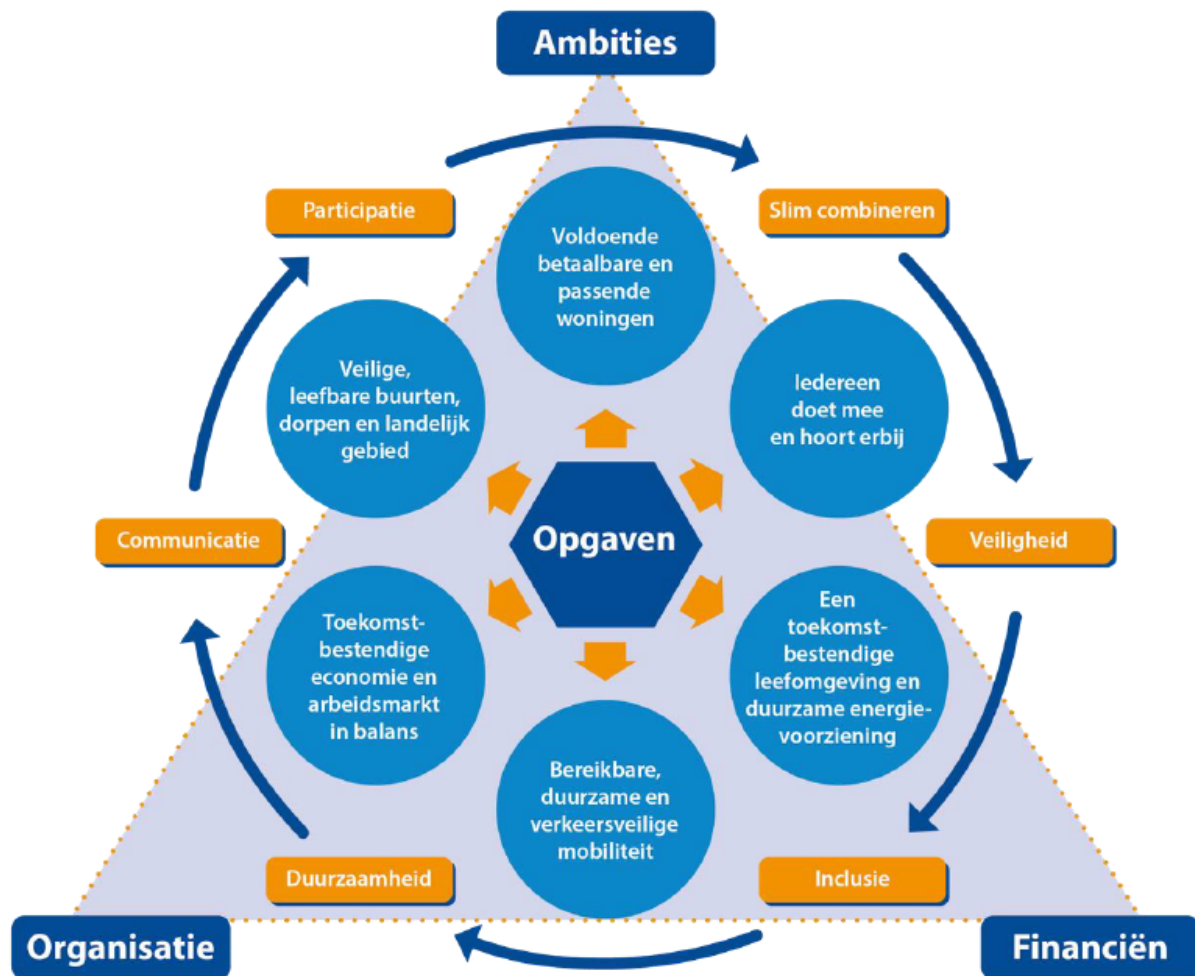 Ambities
Participatie
Slim combineren
Voldoende
betaalbare en
passende
woningen
Veilige,
leefbare buurten,
dorpen en landelijk
gebied
Iedereen
doet mee
en hoort erbij
Communicatie
Opgaven
Veiligheid
Toekomst-
bestendige
economie en
arbeidsmarkt
in balans
Een
toekomst-
bestendige
leefomgeving en
duurzame energie-
voorziening
Bereikbare,
duurzame en
verkeersveilige
mobiliteit
Duurzaamheid
Inclusie
Organisatie
Financiën